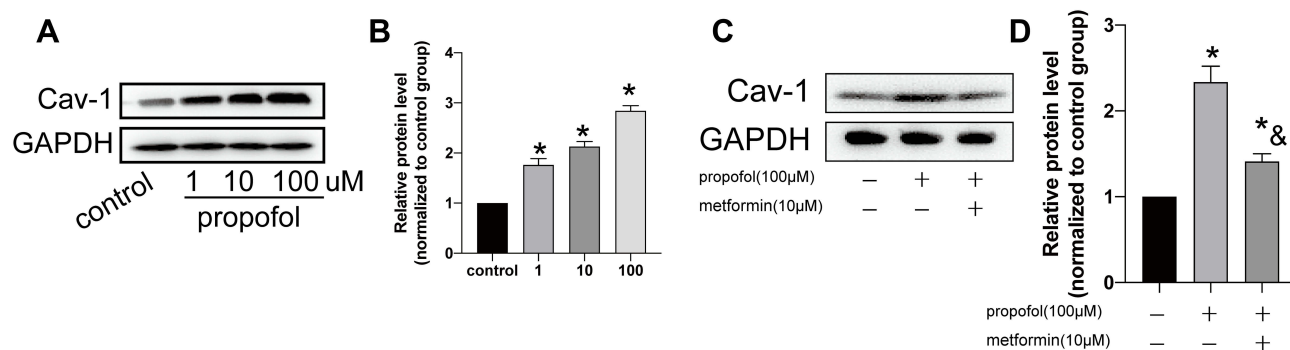 A
Cav-1
GAPDH
control
1 10 100 uM
propofol
B
Relative protein level
(normalized to control group)
4
3
2
1
0
* * *
control 1 10 100
C
Cav-1
GAPDH
propofol(100μM) − + +
metformin(10μM) − − +
D
Relative protein level
(normalized to control group)
3
2
1
0
*
*&
propofol(100μM) − + +
metformin(10μM) − − +